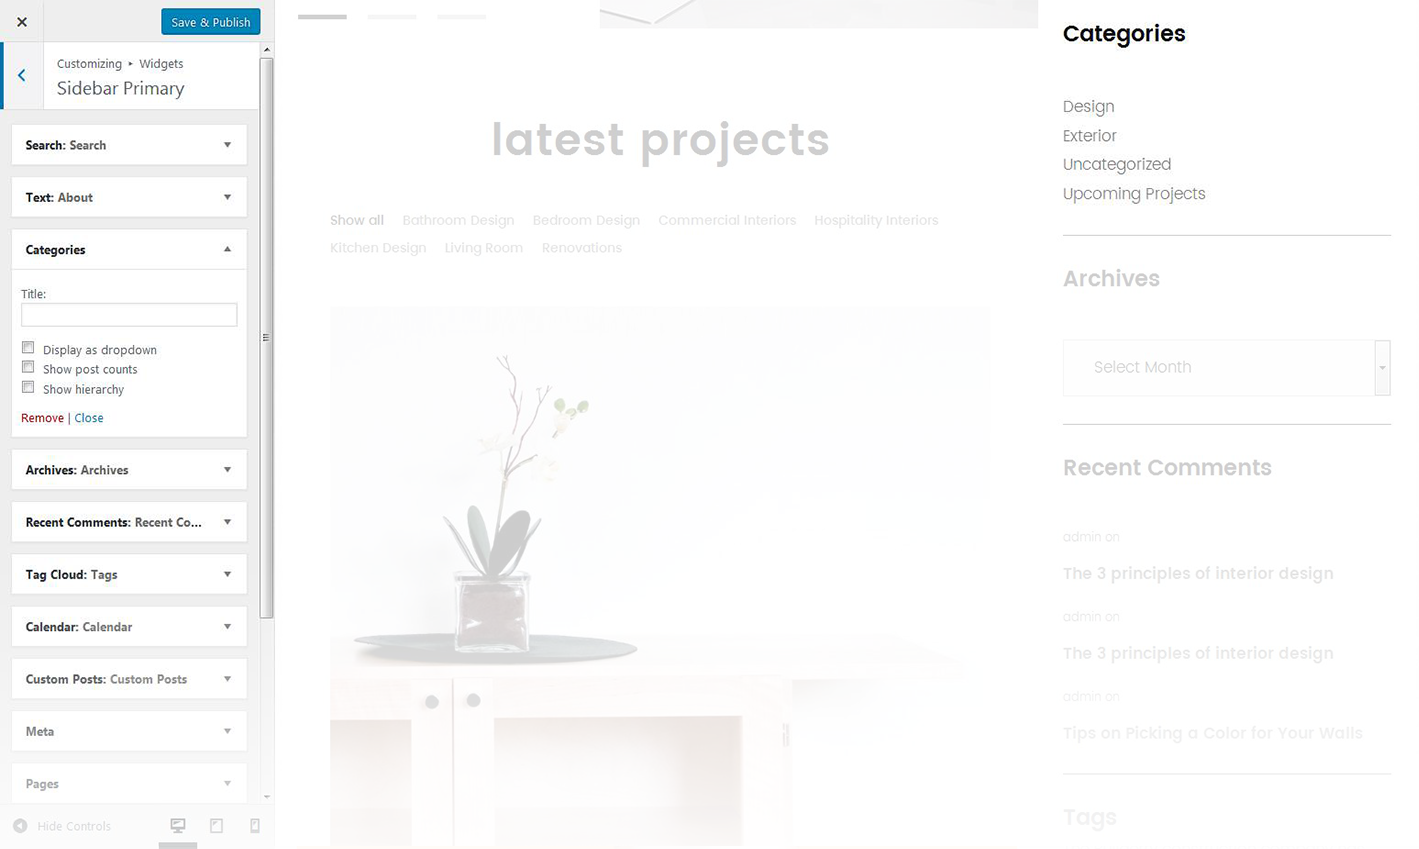 Save & Publish
Customizing ▸ Widgets
Sidebar Primary
Search: Search
Text: About
Categories
Title:
Display as dropdown
Show post counts
Show hierarchy
Remove | Close
Archives: Archives
Recent Comments: Recent Co...
Tag Cloud: Tags
Calendar: Calendar
Custom Posts: Custom Posts
Meta
Pages
Hide Controls
latest projects
Show all Bathroom Design Bedroom Design Commercial Interiors Hospitality Interiors
Kitchen Design Living Room Renovations
Categories
Design
Exterior
Uncategorized
Upcoming Projects
Archives
Select Month
Recent Comments
admin on
The 3 principles of interior design
admin on
The 3 principles of interior design
admin on
Tips on Picking a Color for Your Walls
Tags